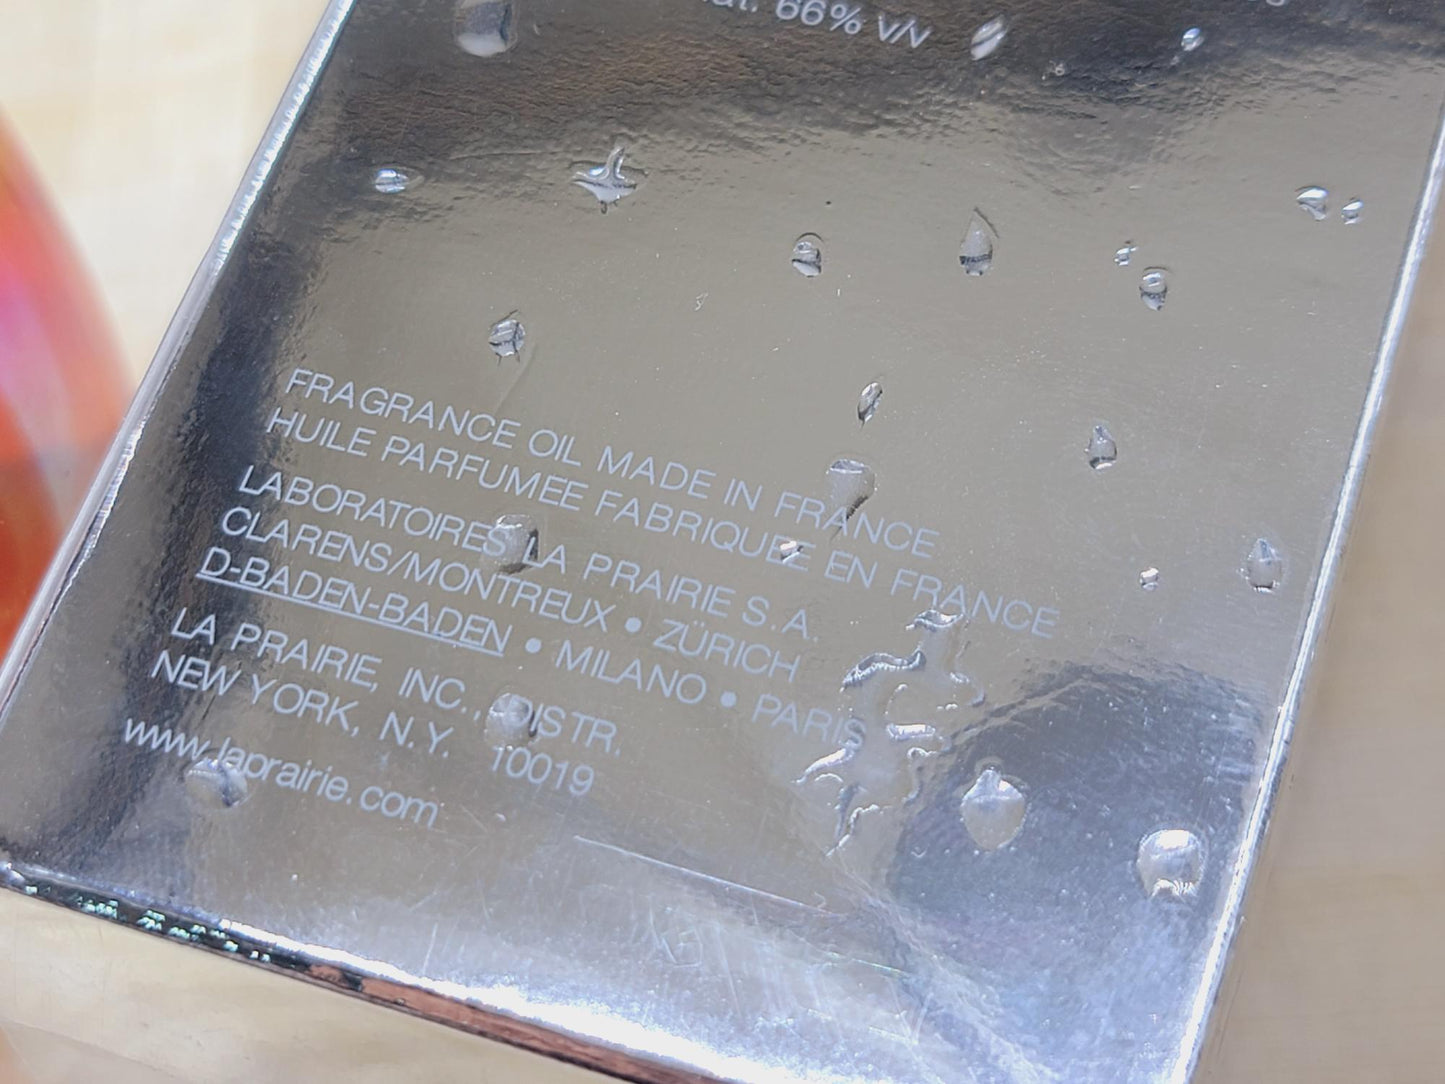 66% v/v
FRAGRANCE OIL MADE IN FRANCE
HUILE PARFUMEE FABRIQUEE EN FRANCE
LABORATOIRES LA PRAIRIE S.A.
CLARENS/MONTREUX • ZÜRICH
D-BADEN-BADEN • MILANO • PARIS
LA PRAIRIE, INC., DISTR.
NEW YORK, N.Y. 10019
www.laprairie.com